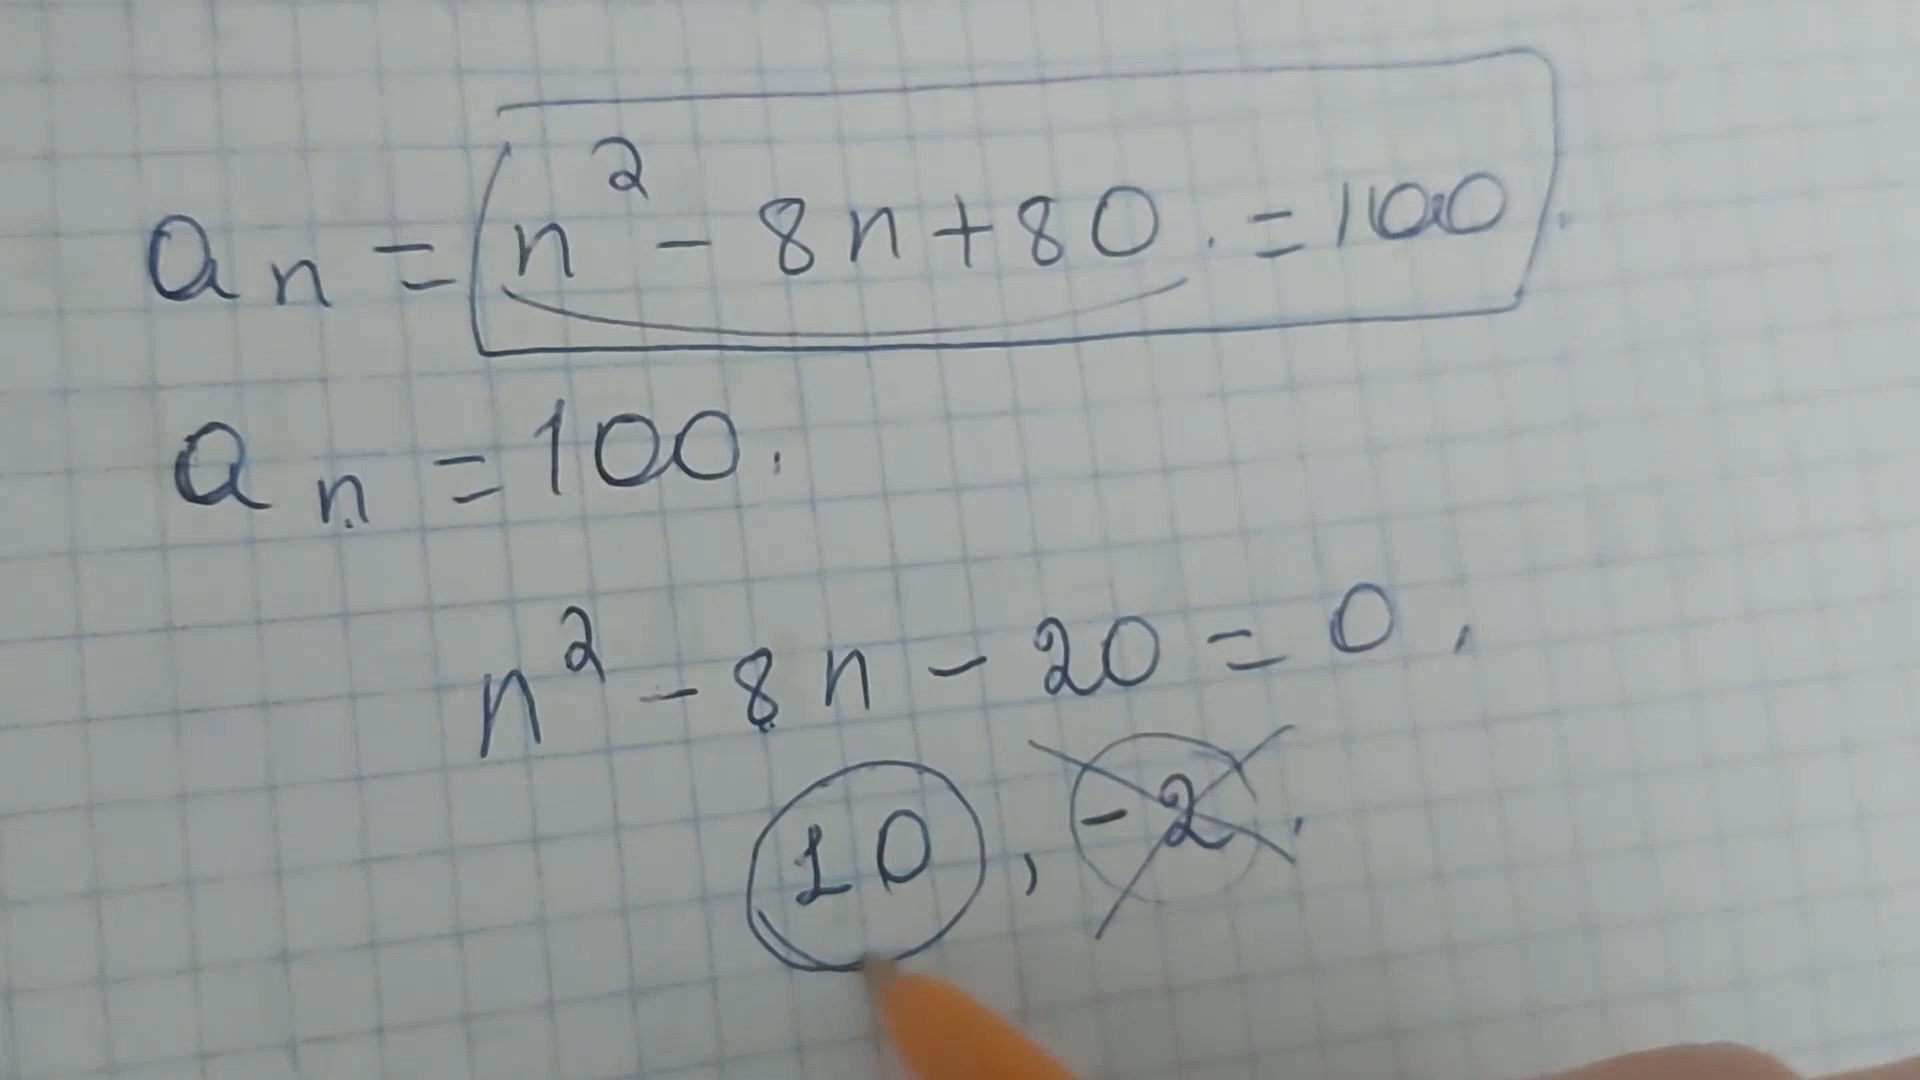 aₙ = n² - 8n + 80. = 100.
aₙ = 100.
n² - 8n - 20 = 0.
10, -2.